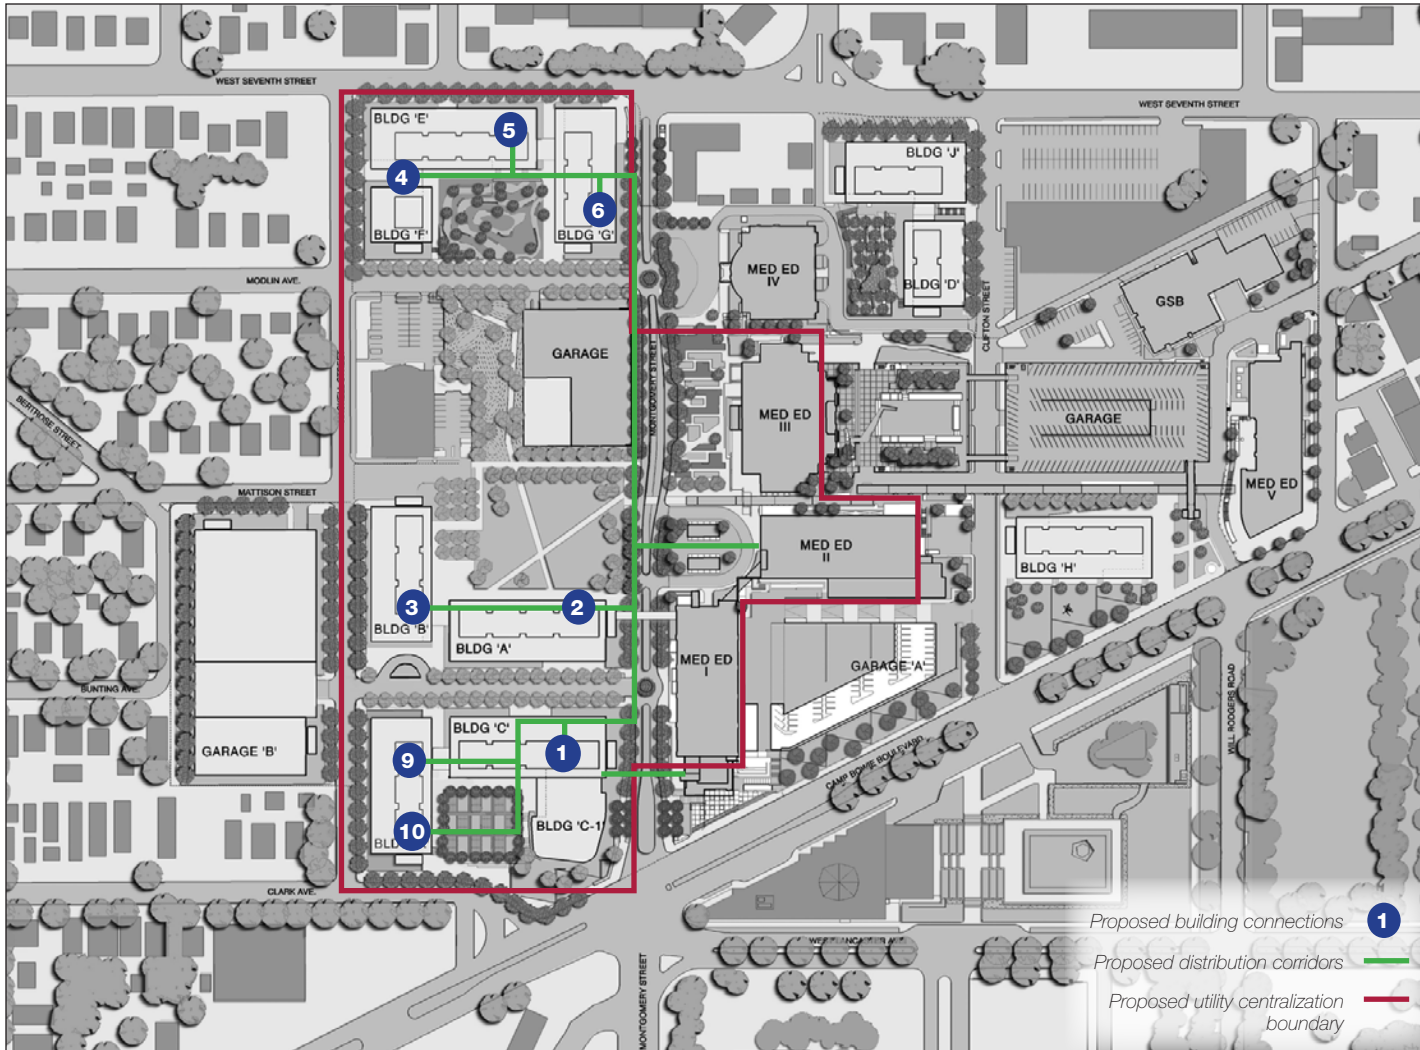 WEST SEVENTH STREET
WEST SEVENTH STREET
BLDG 'E'
5
BLDG 'J'
4
6
BLDG 'F'
BLDG 'G'
MED ED
IV
BLDG 'D'
MODLIN AVE.
GSB
CLIFTON STREET
GARAGE
MONTGOMERY STREET
BERTROSE STREET
MED ED
III
GARAGE
MATTISON STREET
MED ED
V
MED ED
II
BLDG 'H'
3
2
BLDG 'B'
BLDG 'A'
MED ED
I
GARAGE 'A'
BUNTING AVE.
BLDG 'C'
GARAGE 'B'
9
1
CAMP BOWIE BOULEVARD
WILL RODGERS ROAD
10
BLDG 'C-1'
CLARK AVE.
MONTGOMERY STREET
Proposed building connections 1
Proposed distribution corridors
Proposed utility centralization
boundary